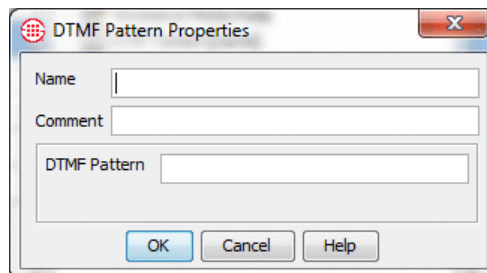 DTMF Pattern Properties
Name
Comment
DTMF Pattern
OK Cancel Help